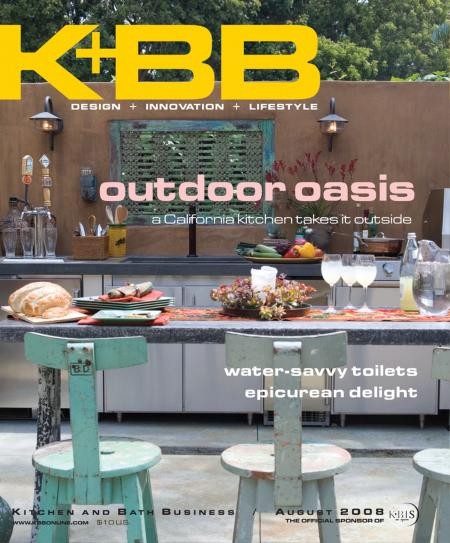 K+BB
DESIGN + INNOVATION + LIFESTYLE
outdoor oasis
a California kitchen takes it outside
water-savvy toilets
epicurean delight
KITCHEN AND BATH BUSINESS / AUGUST 2008
WWW.KBBONLINE.COM $10 US THE OFFICIAL SPONSOR OF K·BIS